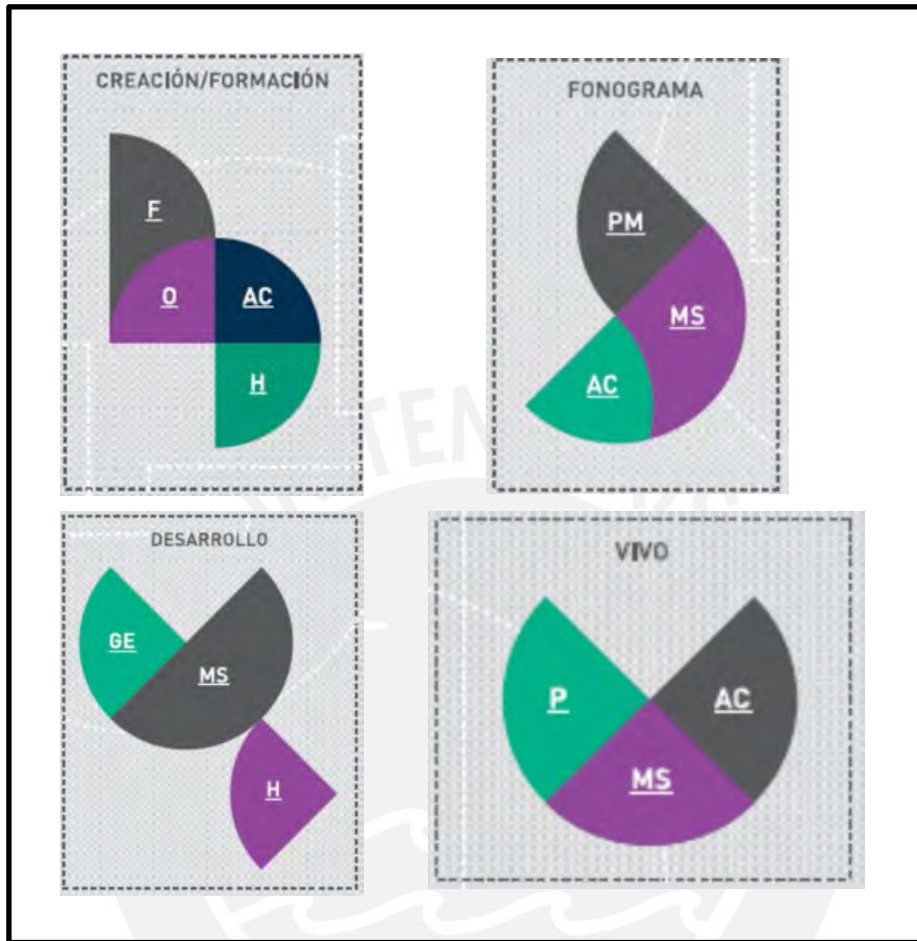 CREACIÓN/FORMACIÓN
F
O
AC
H
FONOGRAMA
PM
MS
AC
DESARROLLO
GE
MS
H
VIVO
P
MS
AC